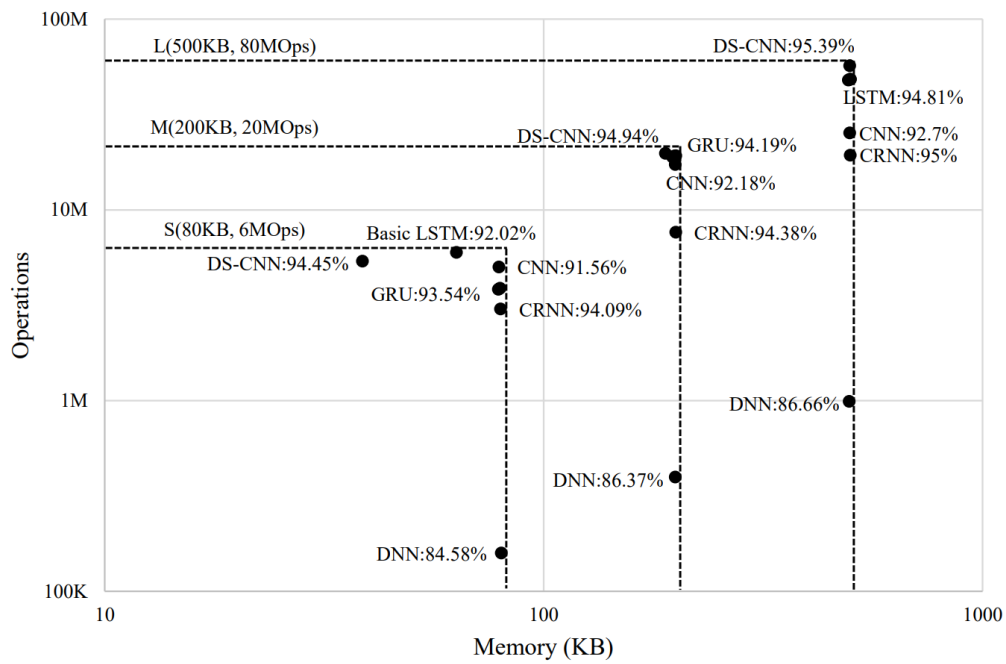 100M
L(500KB, 80MOps)
DS-CNN:95.39%
LSTM:94.81%
M(200KB, 20MOps)
DS-CNN:94.94%
GRU:94.19%
CNN:92.7%
CRNN:95%
CNN:92.18%
10M
S(80KB, 6MOps)
Basic LSTM:92.02%
CRNN:94.38%
DS-CNN:94.45%
CNN:91.56%
GRU:93.54%
CRNN:94.09%
Operations
1M
DNN:86.66%
DNN:86.37%
DNN:84.58%
100K
10
100
1000
Memory (KB)